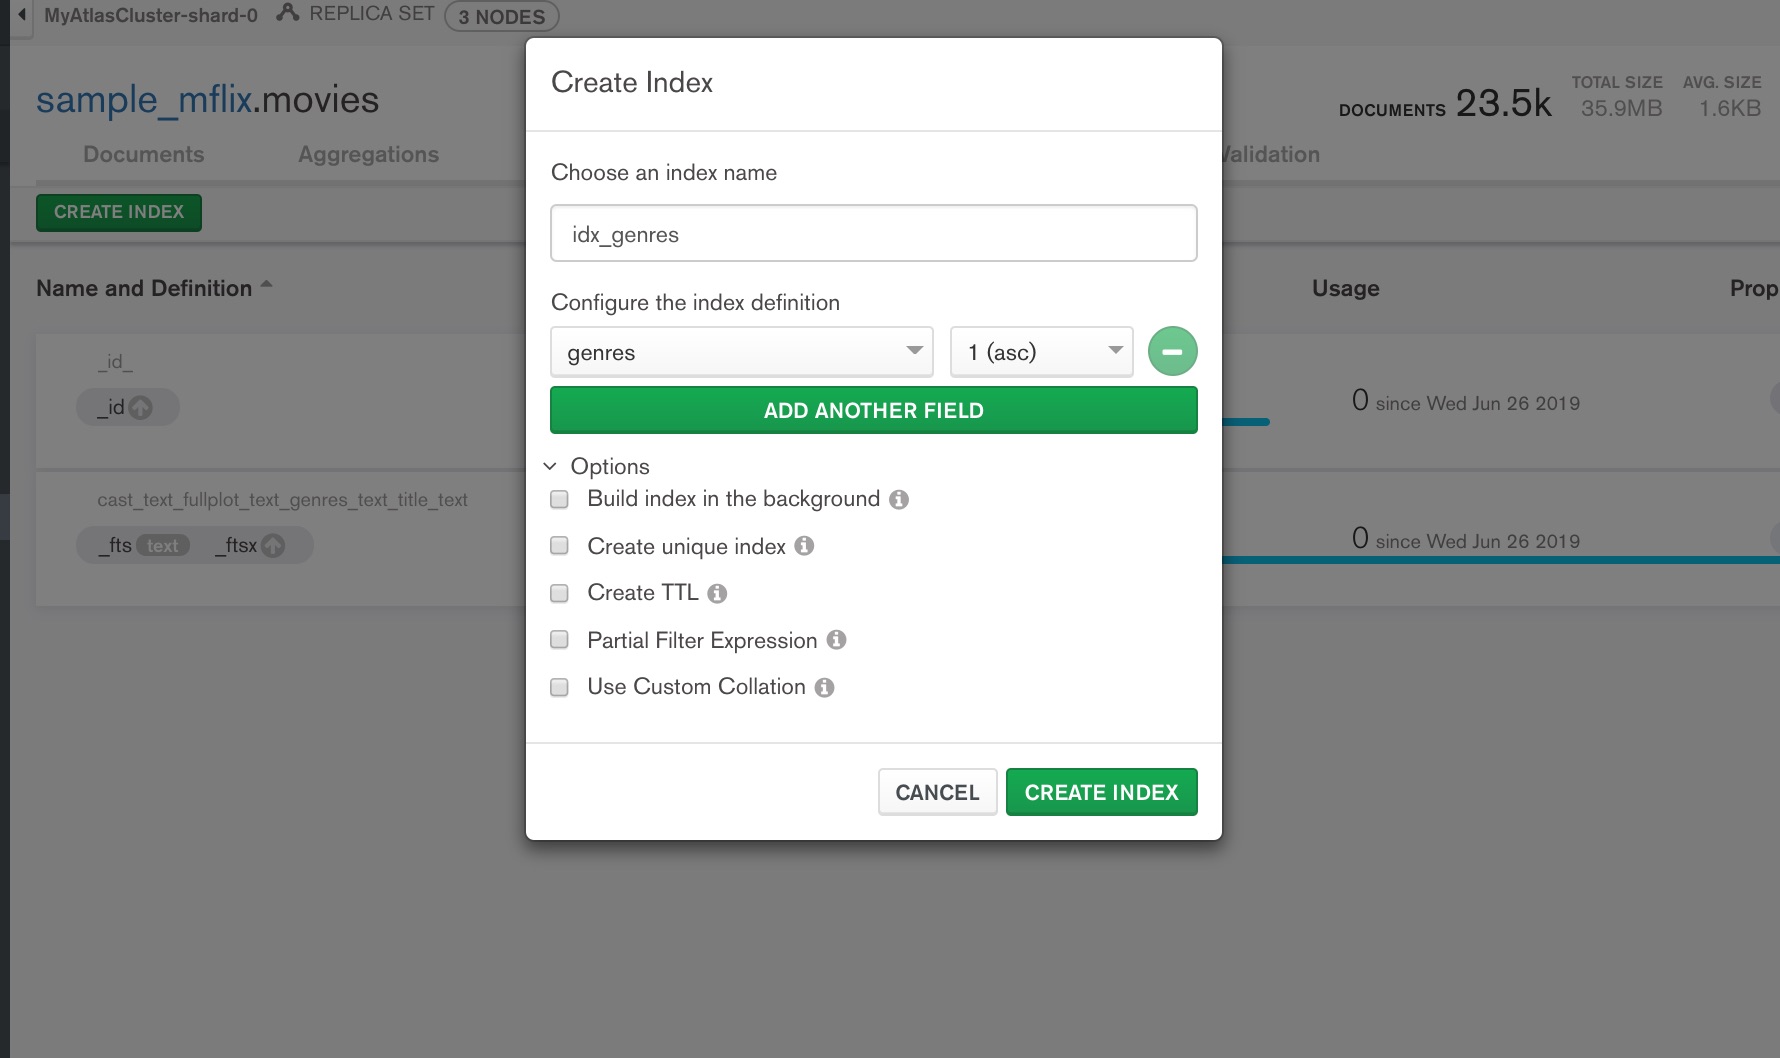 MyAtlasCluster-shard-0 REPLICA SET 3 NODES
sample_mflix.movies
DOCUMENTS 23.5k
TOTAL SIZE
35.9MB
AVG. SIZE
1.6KB
Documents Aggregations Validation
CREATE INDEX
Name and Definition Usage Prop
_id_
_id
0 since Wed Jun 26 2019
cast_text_fullplot_text_genres_text_title_text
_fts text _ftsx
0 since Wed Jun 26 2019
Create Index
Choose an index name
idx_genres
Configure the index definition
genres 1 (asc)
ADD ANOTHER FIELD
Options
Build index in the background
Create unique index
Create TTL
Partial Filter Expression
Use Custom Collation
CANCEL CREATE INDEX